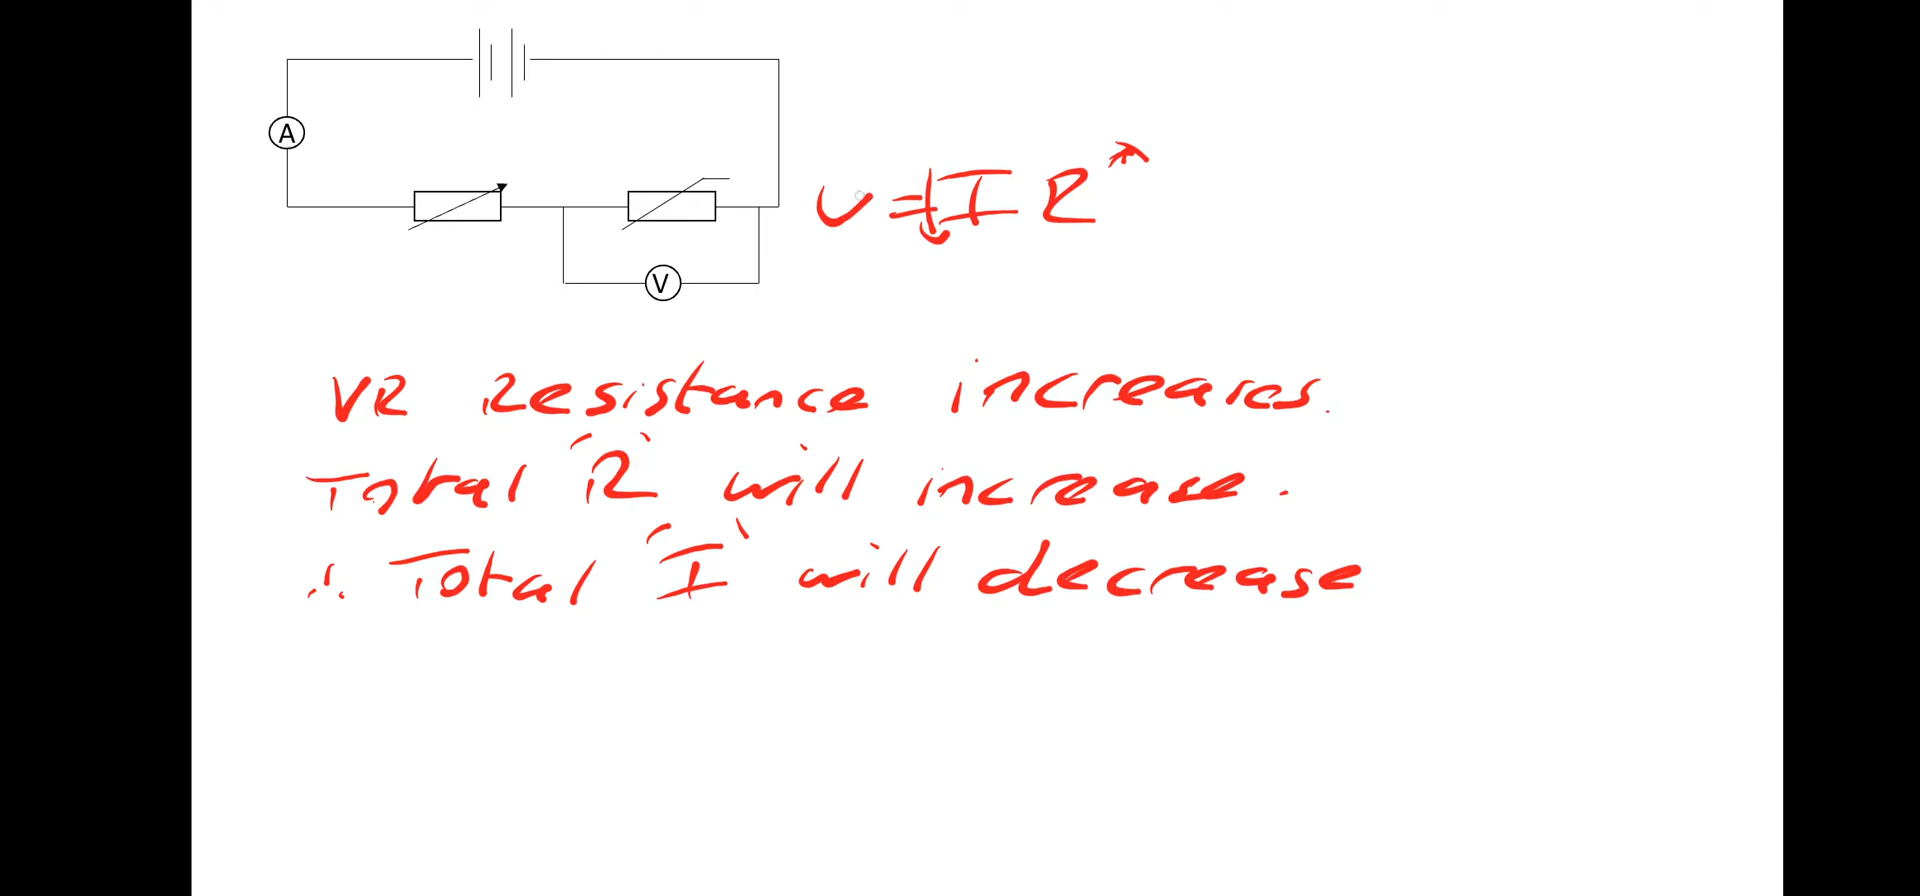 A
V = I R
V
VR Resistance increases.
Total 'R' will increase.
∴ Total 'I' will decrease